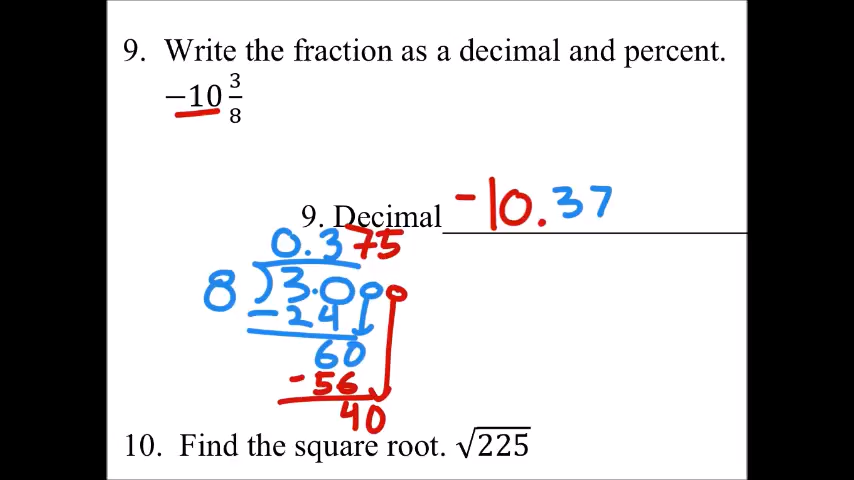 9. Write the fraction as a decimal and percent.
−10 3/8
9. Decimal -10.37
0.375
8 3.000
-24
60
-56
40
10. Find the square root. √225